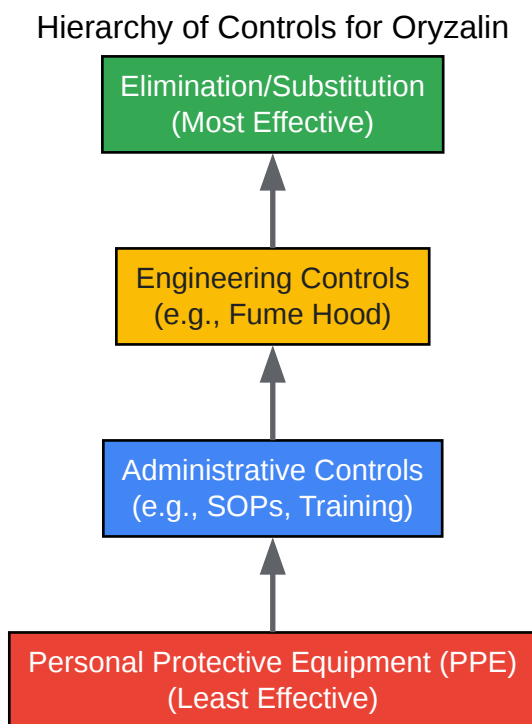 Hierarchy of Controls for Oryzalin
Elimination/Substitution
(Most Effective)
Engineering Controls
(e.g., Fume Hood)
Administrative Controls
(e.g., SOPs, Training)
Personal Protective Equipment (PPE)
(Least Effective)